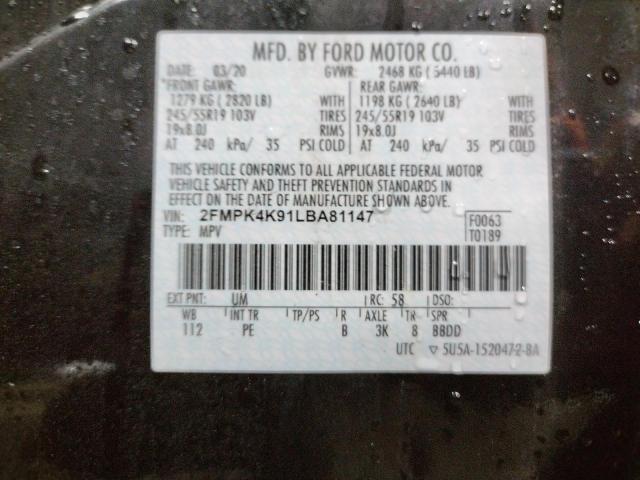 MFD. BY FORD MOTOR CO.
DATE: 03/20 GVWR: 2468 KG (5440 LB)
FRONT GAWR: REAR GAWR:
1279 KG (2820 LB) WITH 1198 KG (2640 LB) WITH
245/55R19 103V TIRES 245/55R19 103V TIRES
19x8.0J RIMS 19x8.0J RIMS
AT 240 kPa/ 35 PSI COLD AT 240 kPa/ 35 PSI COLD
THIS VEHICLE CONFORMS TO ALL APPLICABLE FEDERAL MOTOR
VEHICLE SAFETY AND THEFT PREVENTION STANDARDS IN
EFFECT ON THE DATE OF MANUFACTURE SHOWN ABOVE.
VIN: 2FMPK4K91LBA81147 F0063
TYPE: MPV T0189
EXT PNT: UM RC: 58 DSO:
WB INT TR TP/PS R AXLE TR SPR
112 PE B 3K 8 BBDD
UTC ▽ 5U5A-1520472-BA